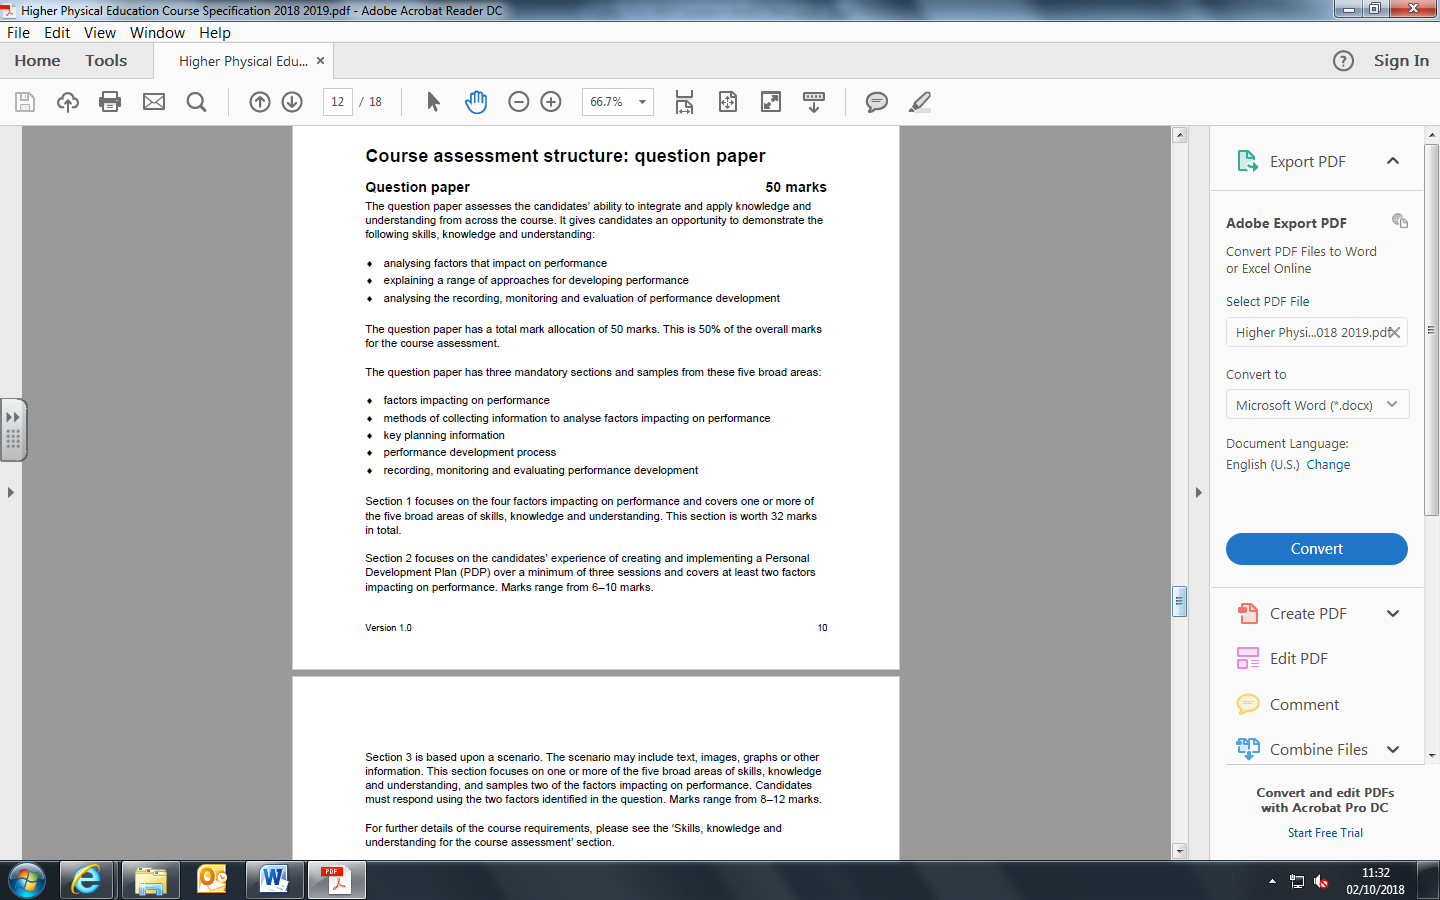 Higher Physical Education Course Specification 2018 2019.pdf - Adobe Acrobat Reader DC
File Edit View Window Help
Home Tools Higher Physical Edu... × Sign In
12 / 18 66.7%
Course assessment structure: question paper
Question paper 50 marks
The question paper assesses the candidates' ability to integrate and apply knowledge and
understanding from across the course. It gives candidates an opportunity to demonstrate the
following skills, knowledge and understanding:
♦ analysing factors that impact on performance
♦ explaining a range of approaches for developing performance
♦ analysing the recording, monitoring and evaluation of performance development
The question paper has a total mark allocation of 50 marks. This is 50% of the overall marks
for the course assessment.
The question paper has three mandatory sections and samples from these five broad areas:
♦ factors impacting on performance
♦ methods of collecting information to analyse factors impacting on performance
♦ key planning information
♦ performance development process
♦ recording, monitoring and evaluating performance development
Section 1 focuses on the four factors impacting on performance and covers one or more of
the five broad areas of skills, knowledge and understanding. This section is worth 32 marks
in total.
Section 2 focuses on the candidates' experience of creating and implementing a Personal
Development Plan (PDP) over a minimum of three sessions and covers at least two factors
impacting on performance. Marks range from 6–10 marks.
Version 1.0 10
Section 3 is based upon a scenario. The scenario may include text, images, graphs or other
information. This section focuses on one or more of the five broad areas of skills, knowledge
and understanding, and samples two of the factors impacting on performance. Candidates
must respond using the two factors identified in the question. Marks range from 8–12 marks.
For further details of the course requirements, please see the 'Skills, knowledge and
understanding for the course assessment' section.
Export PDF
Adobe Export PDF
Convert PDF Files to Word
or Excel Online
Select PDF File
Higher Physi...018 2019.pdf
Convert to
Microsoft Word (*.docx)
Document Language:
English (U.S.) Change
Convert
Create PDF
Edit PDF
Comment
Combine Files
Convert and edit PDFs
with Acrobat Pro DC
Start Free Trial
PDF
11:32
02/10/2018